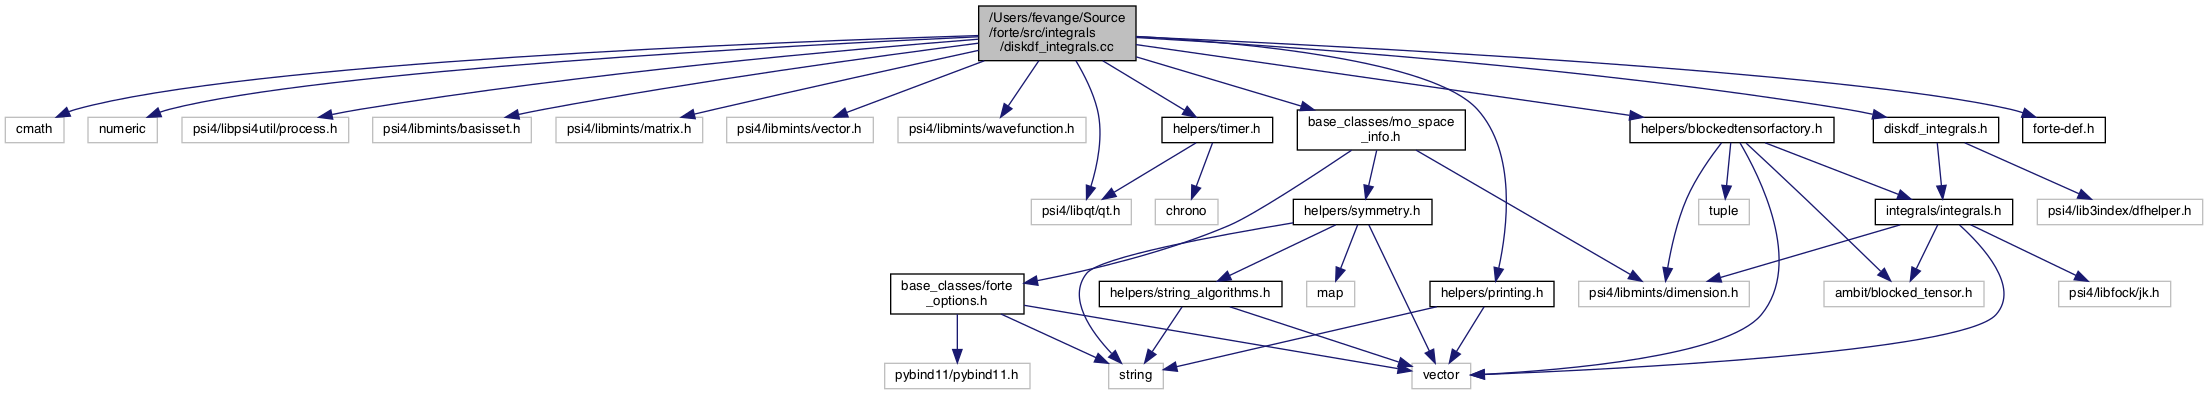 /Users/fevange/Source
/forte/src/integrals
/diskdf_integrals.cc
cmath
numeric
psi4/libpsi4util/process.h
psi4/libmints/basisset.h
psi4/libmints/matrix.h
psi4/libmints/vector.h
psi4/libmints/wavefunction.h
helpers/timer.h
base_classes/mo_space
_info.h
helpers/blockedtensorfactory.h
diskdf_integrals.h
forte-def.h
psi4/libqt/qt.h
chrono
helpers/symmetry.h
tuple
integrals/integrals.h
psi4/lib3index/dfhelper.h
base_classes/forte
_options.h
helpers/string_algorithms.h
map
helpers/printing.h
psi4/libmints/dimension.h
ambit/blocked_tensor.h
psi4/libfock/jk.h
pybind11/pybind11.h
string
vector